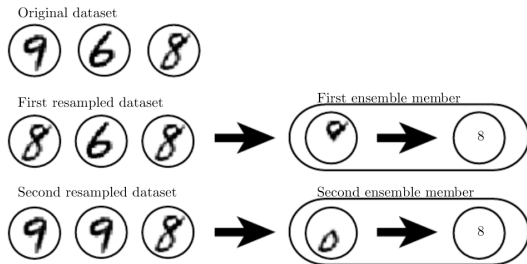 Original dataset
9 6 8
First resampled dataset
First ensemble member
8 6 8
8
Second resampled dataset
Second ensemble member
9 9 8
8